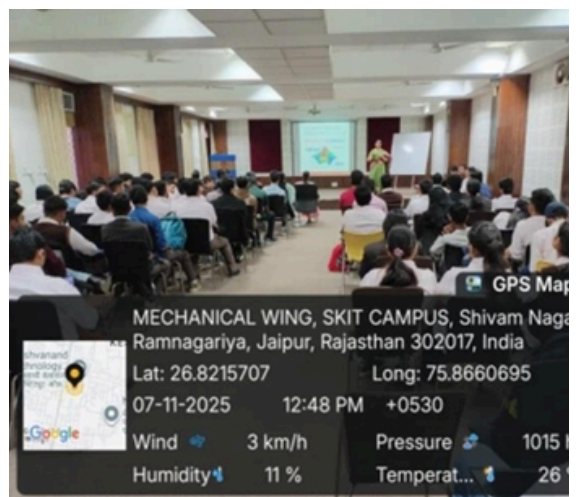 GPS Map
MECHANICAL WING, SKIT CAMPUS, Shivam Naga
Ramnagariya, Jaipur, Rajasthan 302017, India
Lat: 26.8215707 Long: 75.8660695
07-11-2025 12:48 PM +0530
Google
Wind 3 km/h Pressure 1015 h
Humidity 11 % Temperat... 26 °